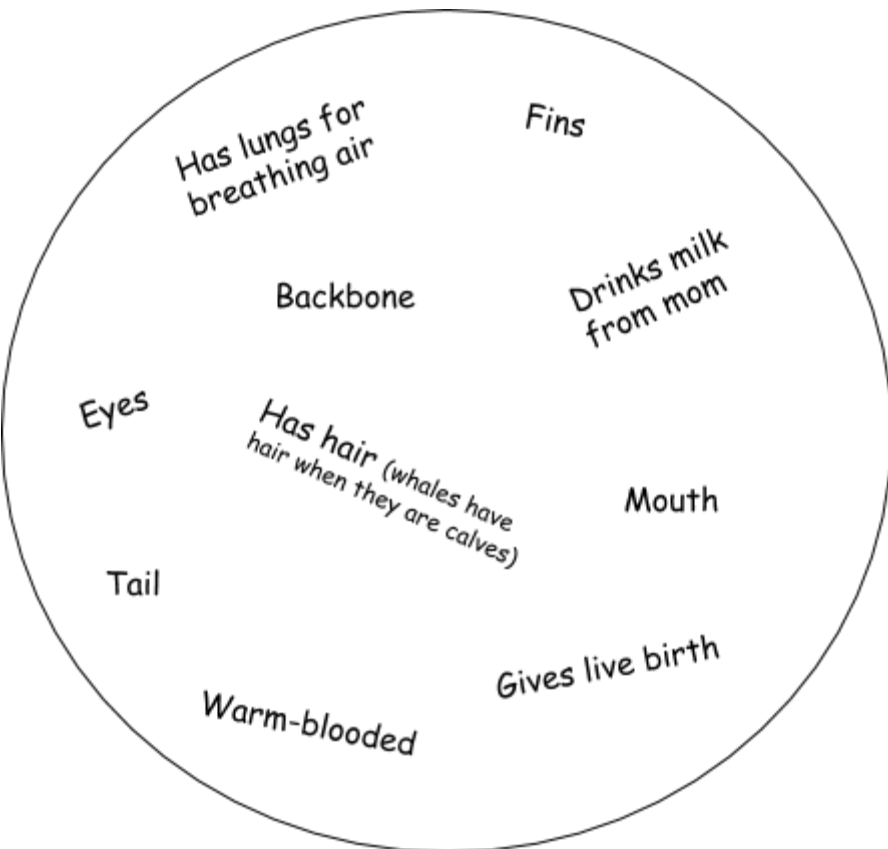 Has lungs for
breathing air
Fins
Drinks milk
from mom
Backbone
Eyes
Has hair (whales have
hair when they are calves)
Mouth
Tail
Gives live birth
Warm-blooded